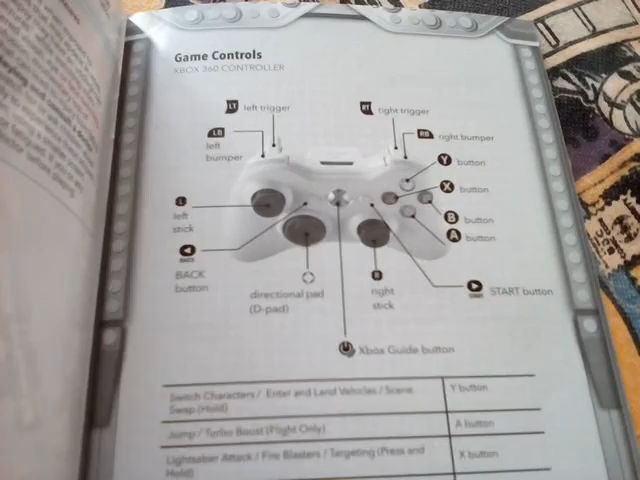 Game Controls
XBOX 360 CONTROLLER
LT left trigger
RT right trigger
LB left
bumper
RB right bumper
Y button
X button
B button
A button
L left
stick
BACK
BACK
button
directional pad
(D-pad)
R right
stick
START
START button
Xbox Guide button
Switch Characters / Enter and Land Vehicles / Scene
Swap (Hold)
Y button
Jump / Turbo Boost (Flight Only)
A button
Lightsaber Attack / Fire Blasters / Targeting (Press and
Hold)
X button